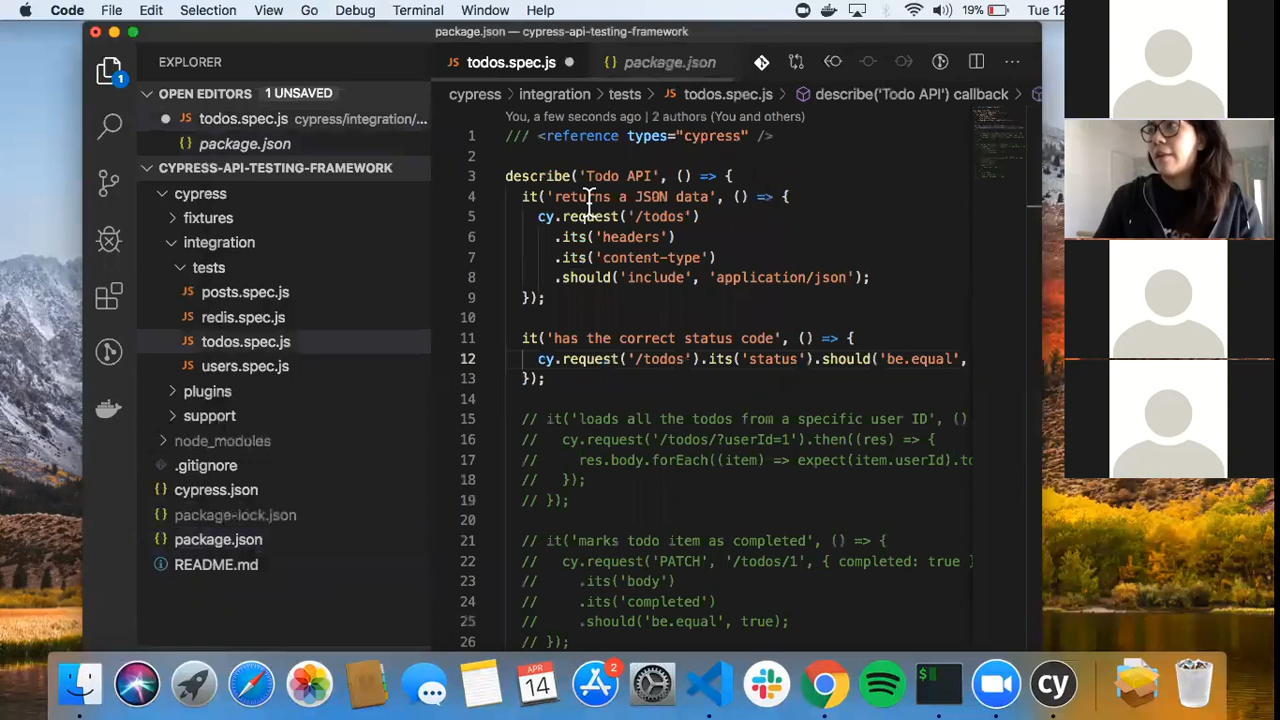 Code File Edit Selection View Go Debug Terminal Window Help 19% Tue 12
package.json — cypress-api-testing-framework
EXPLORER
todos.spec.js
package.json
OPEN EDITORS 1 UNSAVED
todos.spec.js ypress/integration/...
package.json
CYPRESS-API-TESTING-FRAMEWORK
cypress
fixtures
integration
tests
posts.spec.js
redis.spec.js
todos.spec.js
users.spec.js
plugins
support
node_modules
.gitignore
cypress.json
package-lock.json
package.json
README.md
1
cypress › integration › tests › todos.spec.js › describe('Todo API') callback ›
You, a few seconds ago | 2 authors (You and others)
1 /// <reference types="cypress" />
2
3 describe('Todo API', () => {
4 it('returns a JSON data', () => {
5 cy.request('/todos')
6 .its('headers')
7 .its('content-type')
8 .should('include', 'application/json');
9 });
10
11 it('has the correct status code', () => {
12 cy.request('/todos').its('status').should('be.equal',
13 });
14
15 // it('loads all the todos from a specific user ID', ()
16 // cy.request('/todos/?userId=1').then((res) => {
17 // res.body.forEach((item) => expect(item.userId).to
18 // });
19 // });
20
21 // it('marks todo item as completed', () => {
22 // cy.request('PATCH', '/todos/1', { completed: true }
23 // .its('body')
24 // .its('completed')
25 // .should('be.equal', true);
26 // });
APR
14
2
$
cy